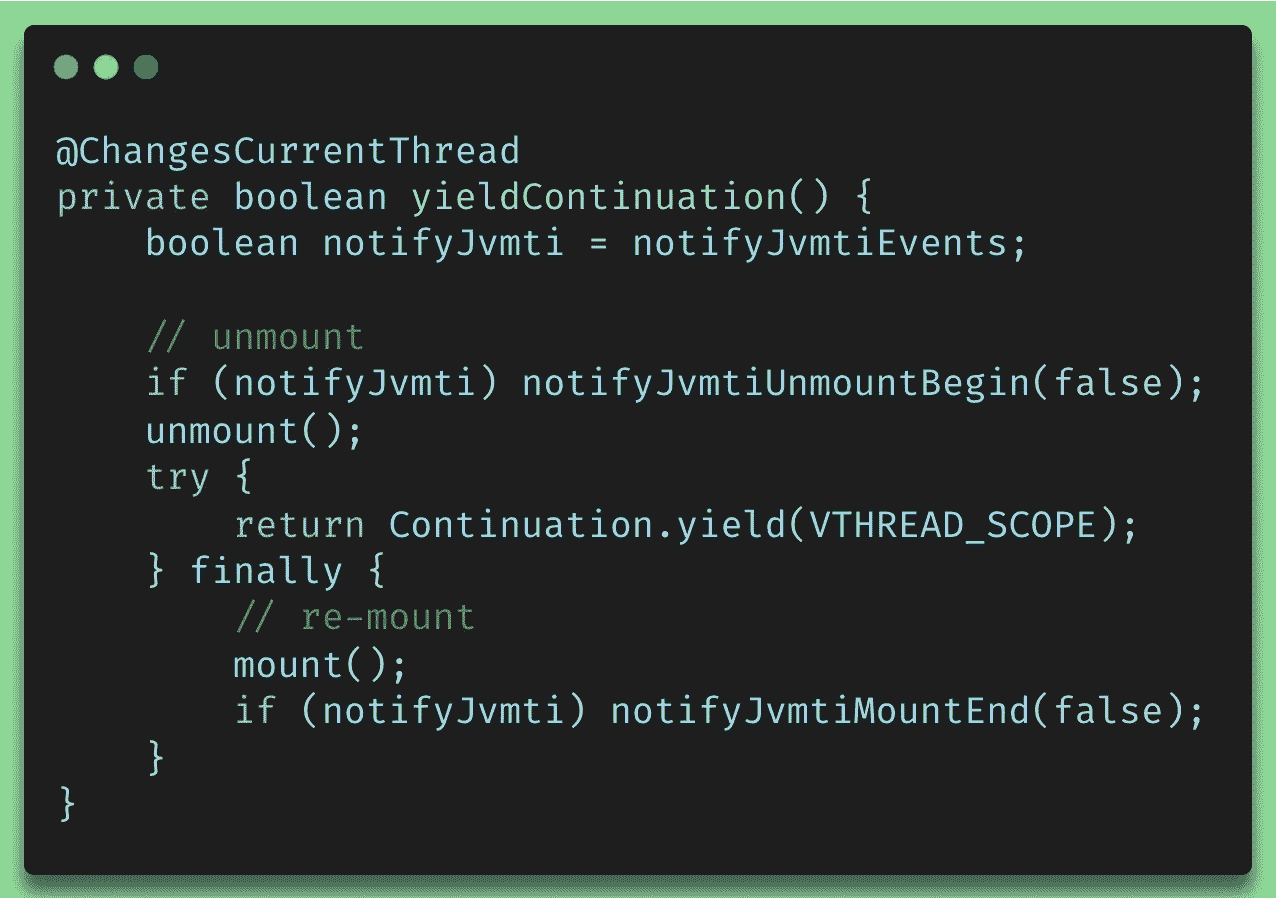 @ChangesCurrentThread
private boolean yieldContinuation() {
    boolean notifyJvmti = notifyJvmtiEvents;

    // unmount
    if (notifyJvmti) notifyJvmtiUnmountBegin(false);
    unmount();
    try {
        return Continuation.yield(VTHREAD_SCOPE);
    } finally {
        // re-mount
        mount();
        if (notifyJvmti) notifyJvmtiMountEnd(false);
    }
}